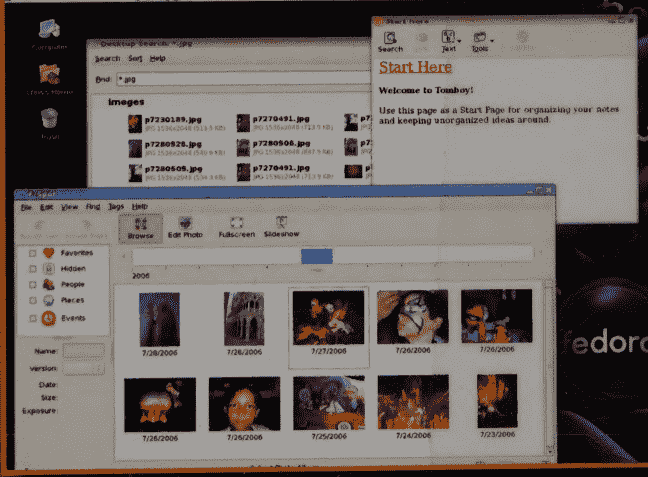 Start Here
Computer
Desktop Search: *.jpg
Search Text Tools
Search Sort Help
Start Here
Find: *.jpg
Welcome to Tomboy!
Trash
Images
Use this page as a Start Page for organizing your notes
and keeping unorganized ideas around.
p7230189.jpg p7270491.jpg
p7280528.jpg p7280506.jpg
p7280505.jpg p7270491.jpg
File Edit View Find Tags Help
Browse Edit Photo Fullscreen Slideshow
Favorites
Hidden
People
Places
Events
2006
7/28/2006 7/26/2006 7/27/2006 7/26/2006 7/26/2006
Name:
Version:
Date:
Size:
Exposure:
7/26/2006 7/26/2006 7/25/2006 7/24/2006 7/23/2006
fedora